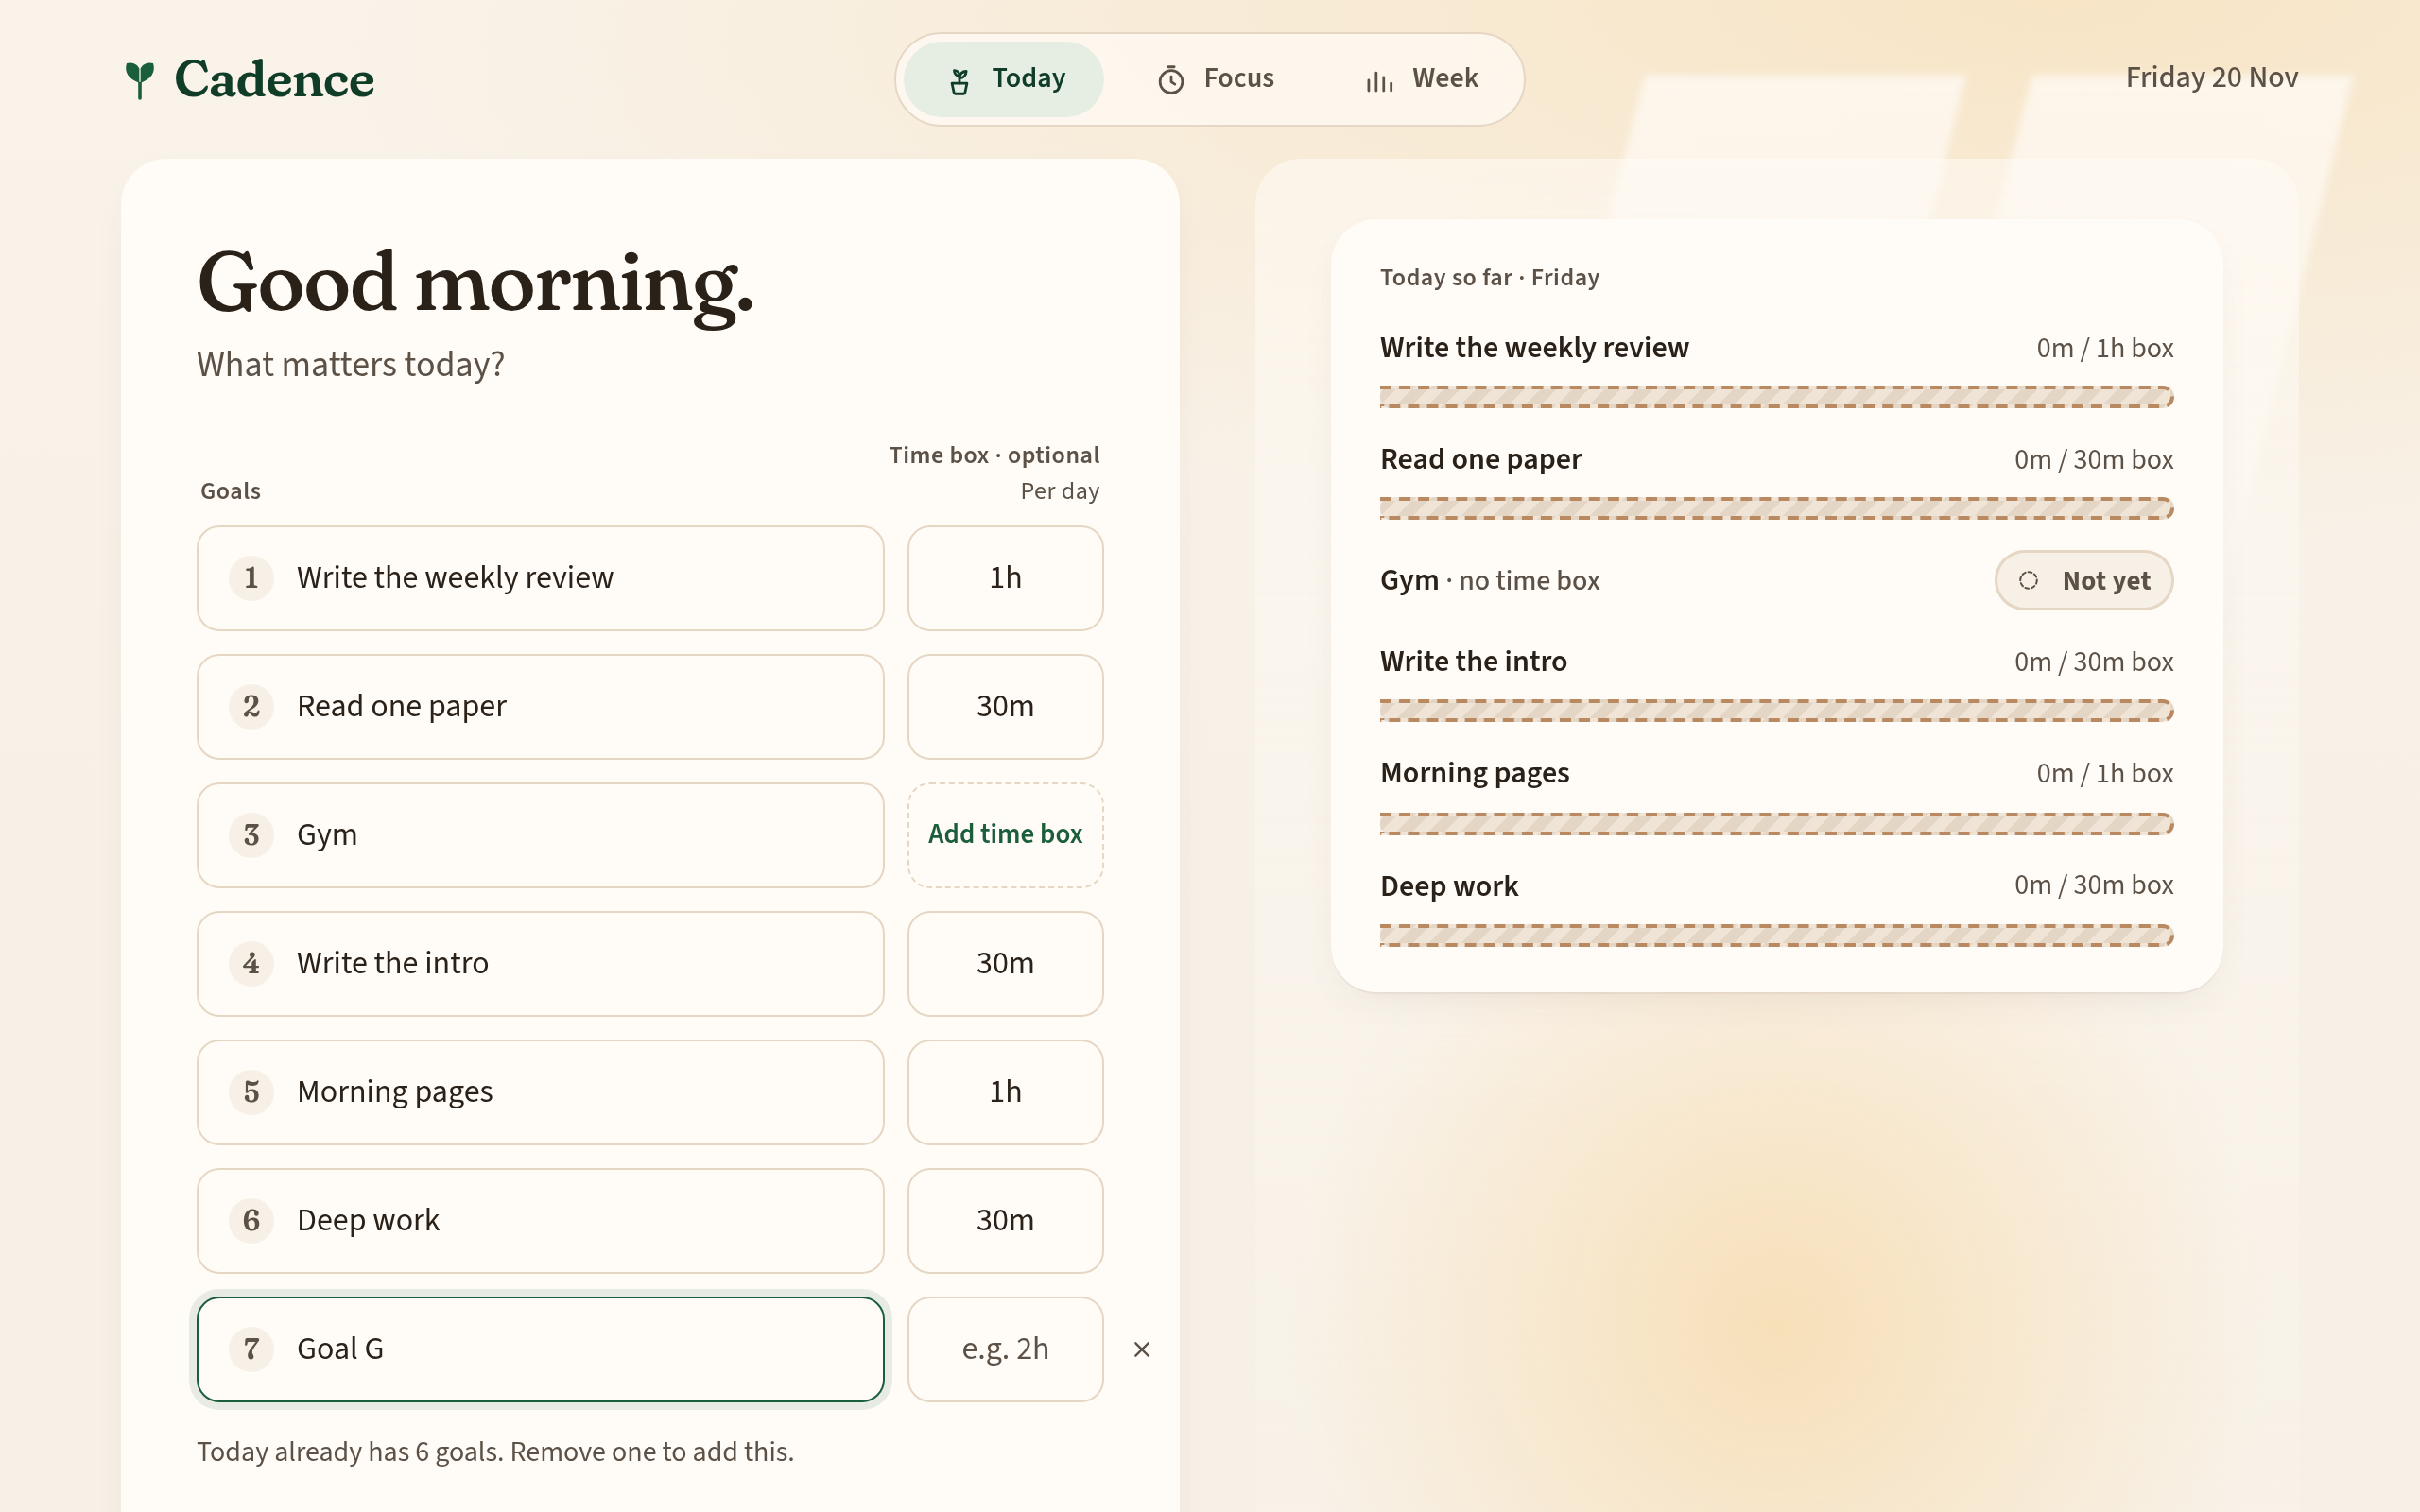 Cadence
Today
Focus
Week
Friday 20 Nov
Good morning.
What matters today?
Time box · optional
Goals
Per day
1 Write the weekly review 1h
2 Read one paper 30m
3 Gym Add time box
4 Write the intro 30m
5 Morning pages 1h
6 Deep work 30m
7 Goal G e.g. 2h ×
Today already has 6 goals. Remove one to add this.
Today so far · Friday
Write the weekly review 0m / 1h box
Read one paper 0m / 30m box
Gym · no time box Not yet
Write the intro 0m / 30m box
Morning pages 0m / 1h box
Deep work 0m / 30m box